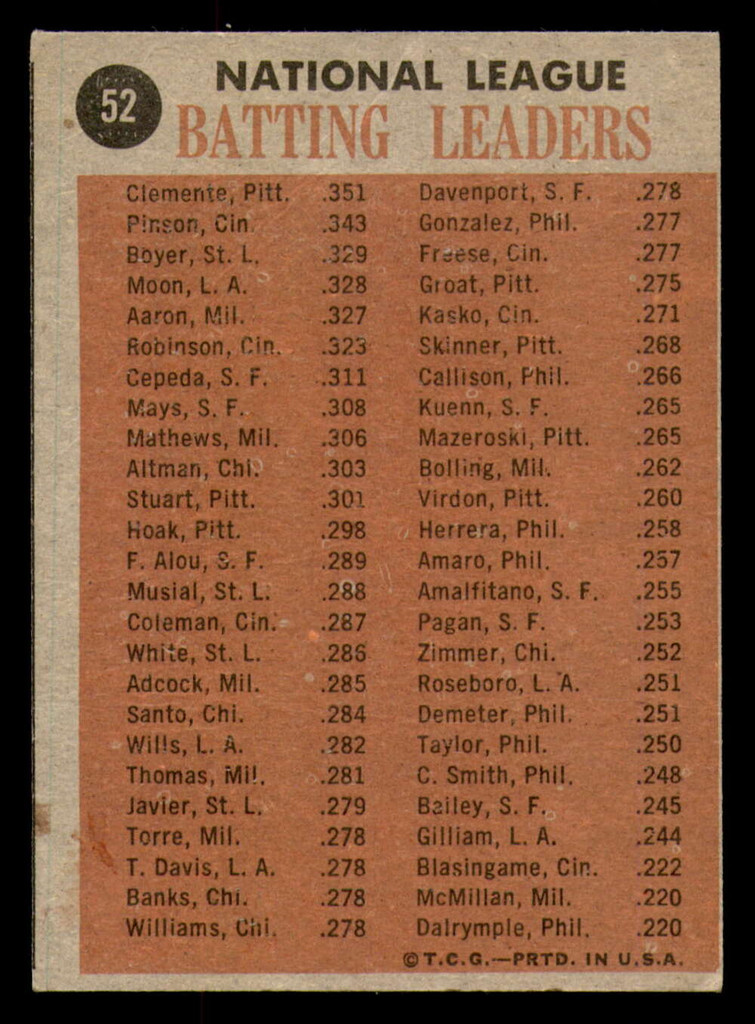 52
NATIONAL LEAGUE
BATTING LEADERS
Clemente, Pitt. .351
Pinson, Cin. .343
Boyer, St. L. .329
Moon, L. A. .328
Aaron, Mil. .327
Robinson, Cin. .323
Cepeda, S. F. .311
Mays, S. F. .308
Mathews, Mil. .306
Altman, Chi. .303
Stuart, Pitt. .301
Hoak, Pitt. .298
F. Alou, S. F. .289
Musial, St. L. .288
Coleman, Cin. .287
White, St. L. .286
Adcock, Mil. .285
Santo, Chi. .284
Wills, L. A. .282
Thomas, Mil. .281
Javier, St. L. .279
Torre, Mil. .278
T. Davis, L. A. .278
Banks, Chi. .278
Williams, Chi. .278
Davenport, S. F. .278
Gonzalez, Phil. .277
Freese, Cin. .277
Groat, Pitt. .275
Kasko, Cin. .271
Skinner, Pitt. .268
Callison, Phil. .266
Kuenn, S. F. .265
Mazeroski, Pitt. .265
Bolling, Mil. .262
Virdon, Pitt. .260
Herrera, Phil. .258
Amaro, Phil. .257
Amalfitano, S. F. .255
Pagan, S. F. .253
Zimmer, Chi. .252
Roseboro, L. A. .251
Demeter, Phil. .251
Taylor, Phil. .250
C. Smith, Phil. .248
Bailey, S. F. .245
Gilliam, L. A. .244
Blasingame, Cin. .222
McMillan, Mil. .220
Dalrymple, Phil. .220
© T.C.G.—PRTD. IN U.S.A.